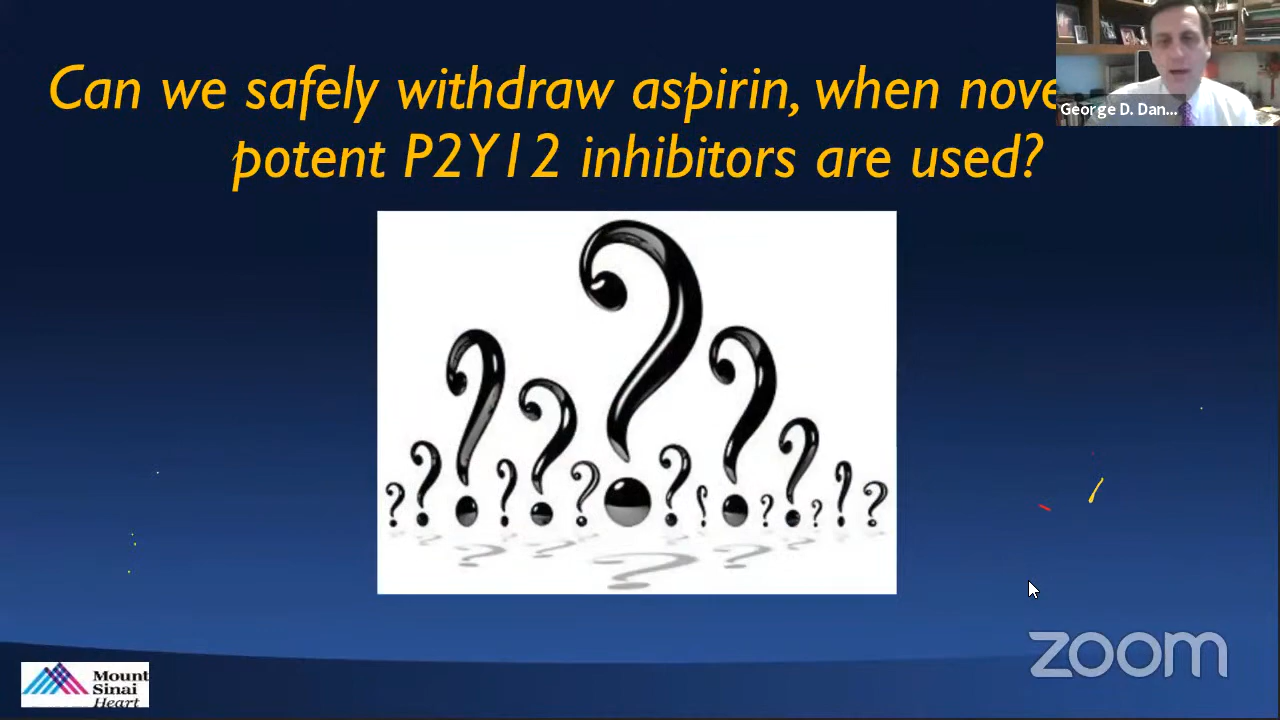 Can we safely withdraw aspirin, when nove
potent P2Y12 inhibitors are used?
George D. Dan...
Mount
Sinai
Heart
zoom